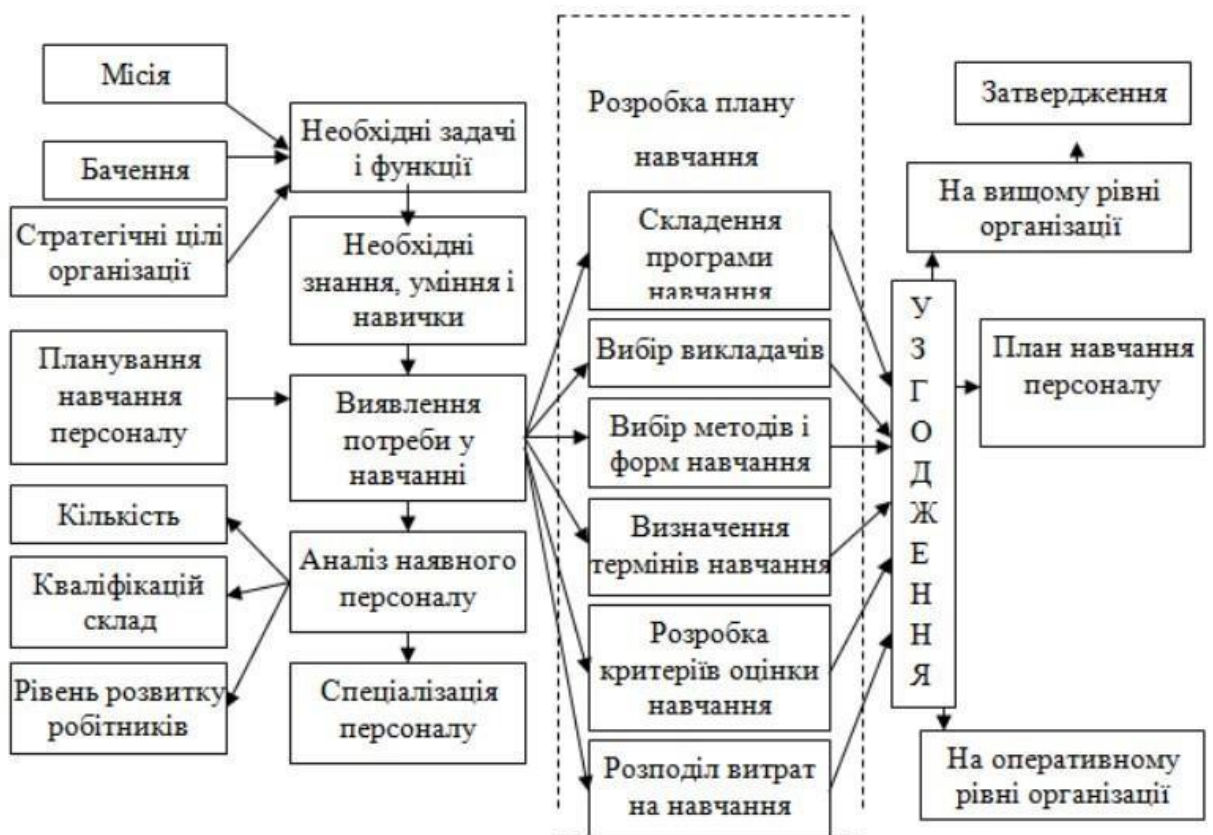 Місія
Бачення
Стратегічні цілі
організації
Планування
навчання
персоналу
Кількість
Кваліфікацій
склад
Рівень розвитку
робітників
Необхідні задачі
і функції
Необхідні
знання, уміння і
навички
Виявлення
потреби у
навчанні
Аналіз наявного
персоналу
Спеціалізація
персоналу
Розробка плану
навчання
Складення
програми
навчання
Вибір викладачів
Вибір методів і
форм навчання
Визначення
термінів навчання
Розробка
критеріїв оцінки
навчання
Розподіл витрат
на навчання
У
З
Г
О
Д
Ж
Е
Н
Н
Я
Затвердження
На вищому рівні
організації
План навчання
персоналу
На оперативному
рівні організації